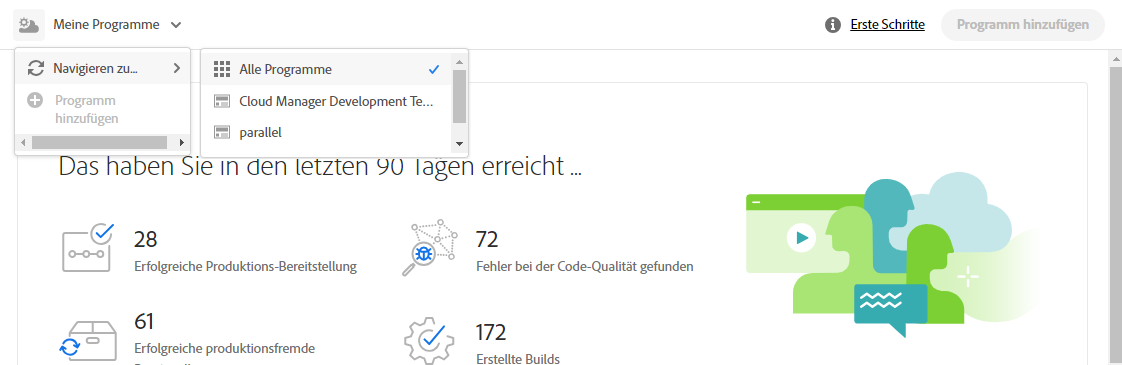 Meine Programme
Erste Schritte
Programm hinzufügen
Navigieren zu...
Programm
hinzufügen
Alle Programme
Cloud Manager Development Te...
parallel
Das haben Sie in den letzten 90 Tagen erreicht ...
28
Erfolgreiche Produktions-Bereitstellung
72
Fehler bei der Code-Qualität gefunden
61
Erfolgreiche produktionsfremde
172
Erstellte Builds